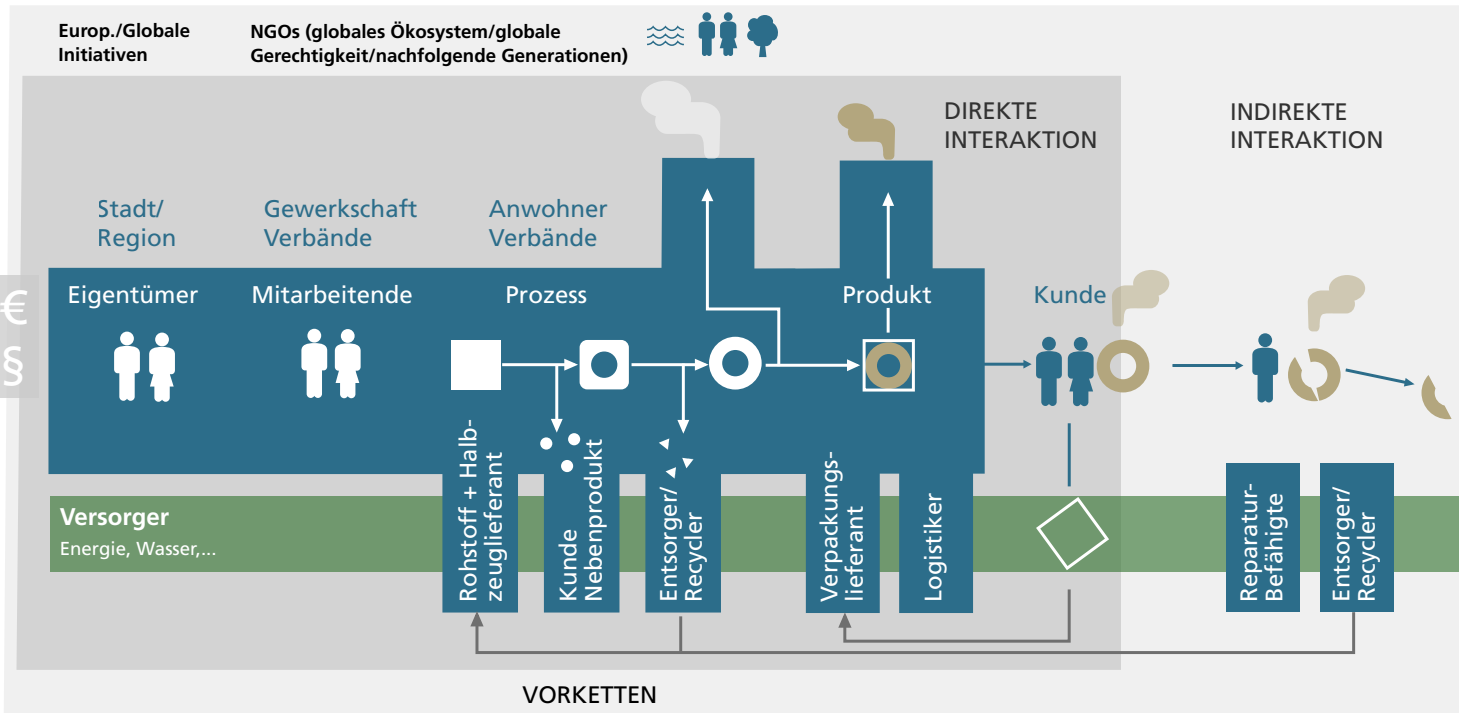 Europ./Globale
Initiativen
NGOs (globales Ökosystem/globale
Gerechtigkeit/nachfolgende Generationen)
DIREKTE
INTERAKTION
INDIREKTE
INTERAKTION
Stadt/
Region
Gewerkschaft
Verbände
Anwohner
Verbände
€
§
Eigentümer
Mitarbeitende
Prozess
Produkt
Kunde
Versorger
Energie, Wasser,...
Rohstoff + Halb-
zeuglieferant
Kunde
Nebenprodukt
Entsorger/
Recycler
Verpackungs-
lieferant
Logistiker
Reparatur-
Befähigte
Entsorger/
Recycler
VORKETTEN